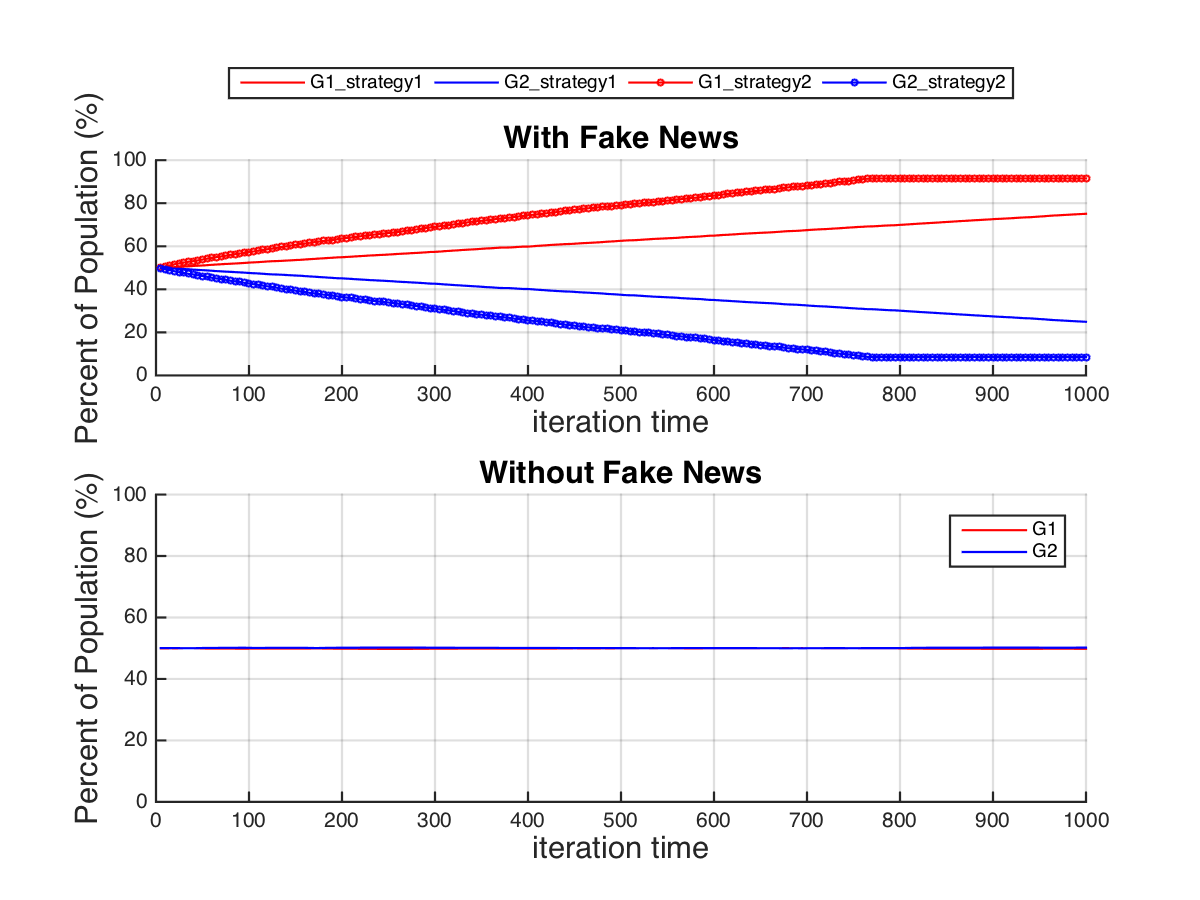 G1_strategy1 G2_strategy1 G1_strategy2 G2_strategy2
With Fake News
Percent of Population (%)
100
80
60
40
20
0
0 100 200 300 400 500 600 700 800 900 1000
iteration time
Without Fake News
Percent of Population (%)
100
80
60
40
20
0
G1
G2
0 100 200 300 400 500 600 700 800 900 1000
iteration time